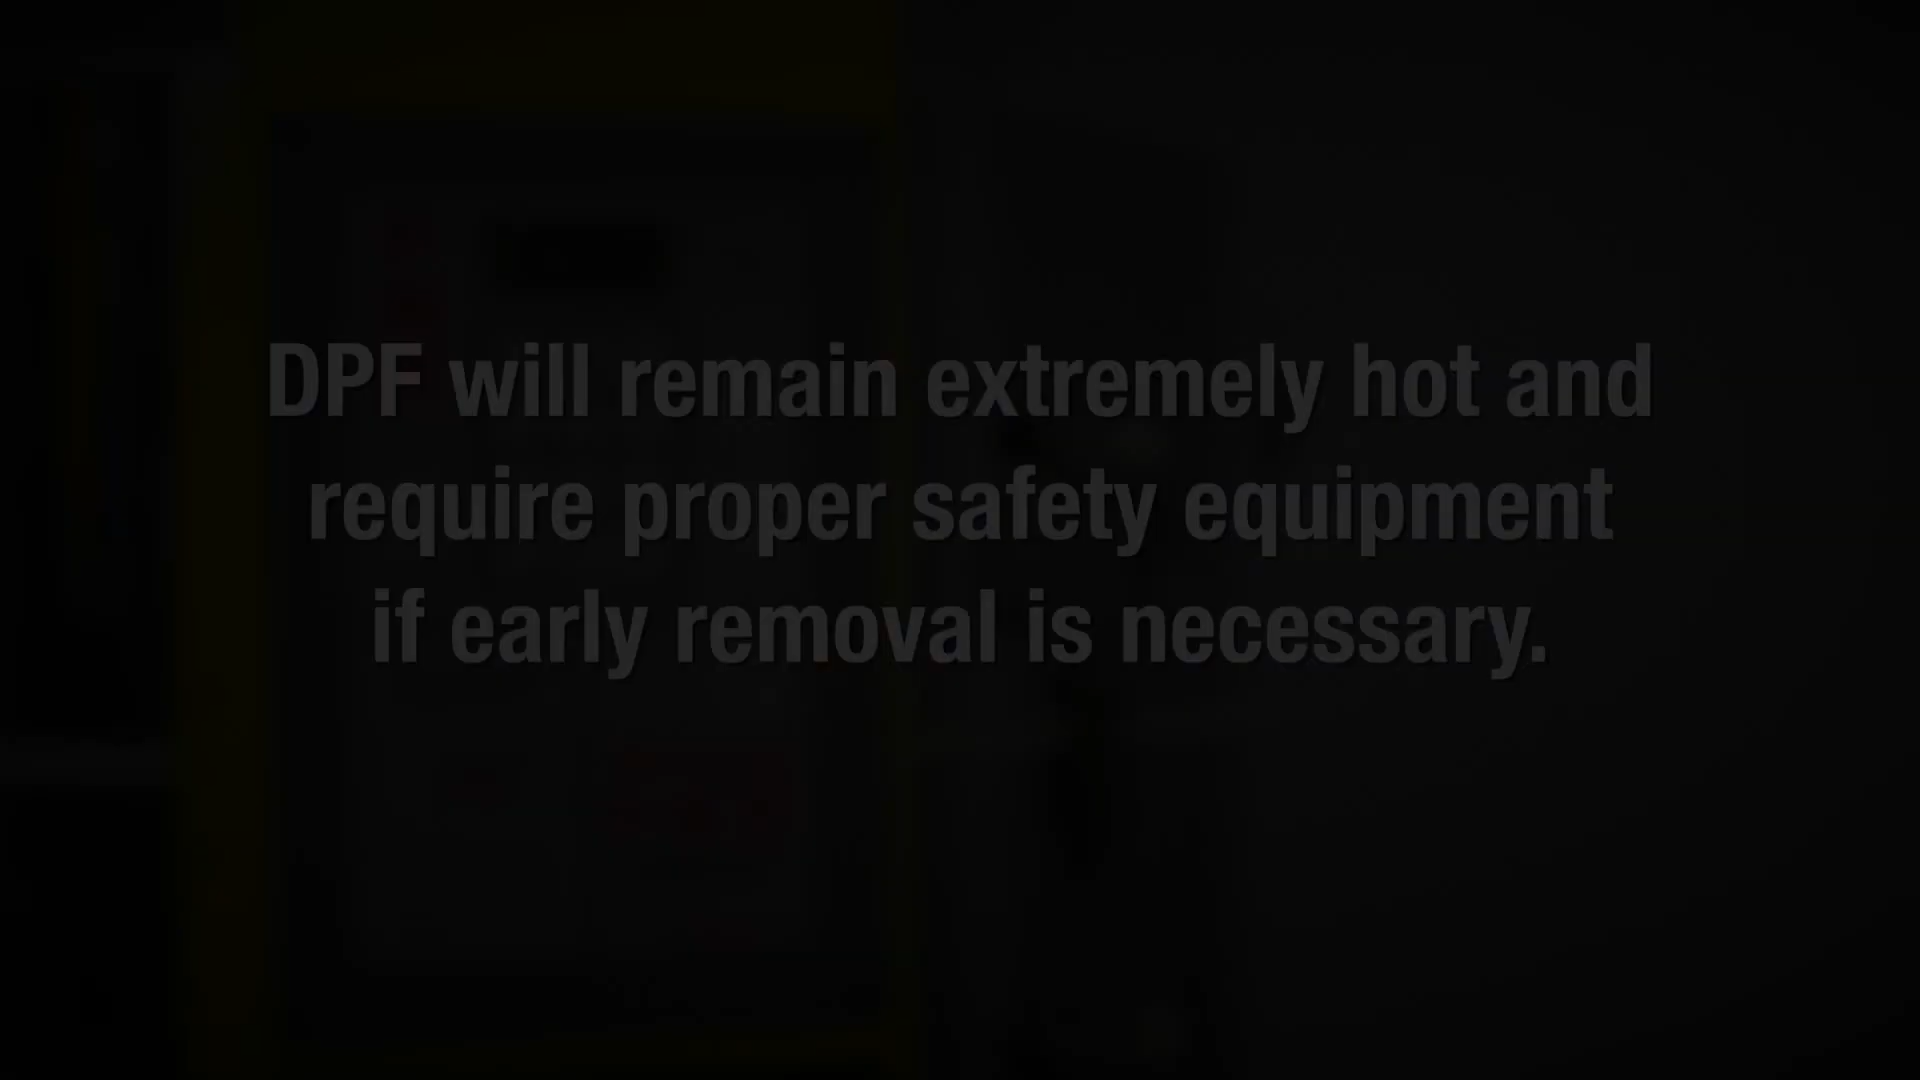 DPF will remain extremely hot and
require proper safety equipment
if early removal is necessary.